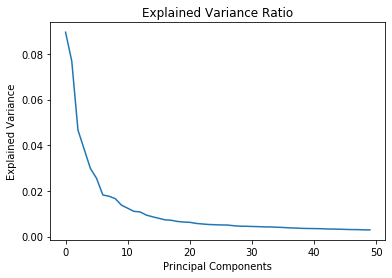 Explained Variance Ratio
Explained Variance
0.08
0.06
0.04
0.02
0.00
0 10 20 30 40 50
Principal Components